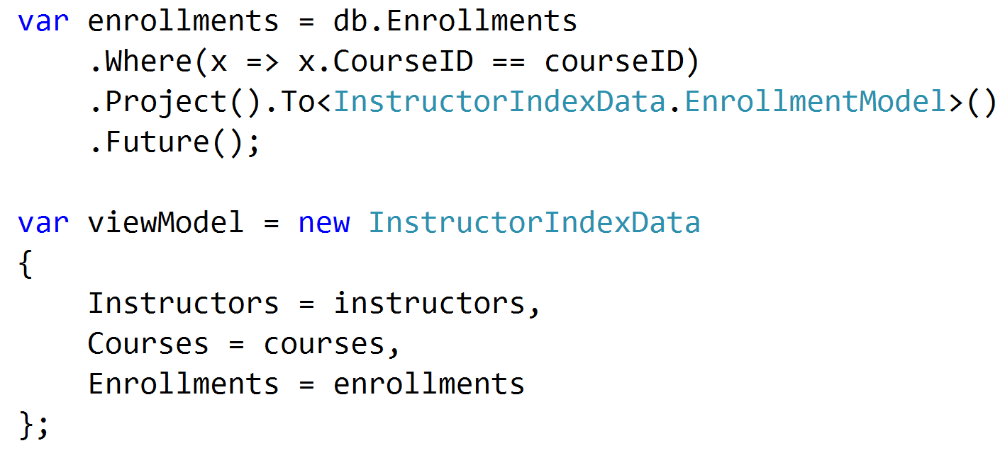 var enrollments = db.Enrollments
    .Where(x => x.CourseID == courseID)
    .Project().To<InstructorIndexData.EnrollmentModel>()
    .Future();

var viewModel = new InstructorIndexData
{
    Instructors = instructors,
    Courses = courses,
    Enrollments = enrollments
};